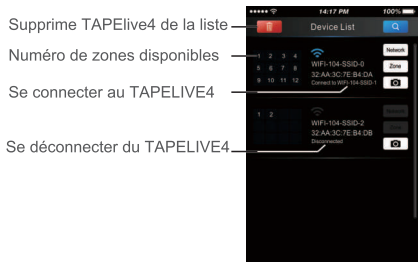 Supprime TAPElive4 de la liste
Numéro de zones disponibles
Se connecter au TAPELIVE4
Se déconnecter du TAPELIVE4
14:17 PM 100%
Device List
1 2 3 4
5 6 7 8
9 10 11 12
WIFI-104-SSID-0
32:AA:3C:7E:B4:DA
Connect to WIFI-104-SSID-1
Network
Zone
1 2
WIFI-104-SSID-2
32:AA:3C:7E:B4:DB
Disconnected